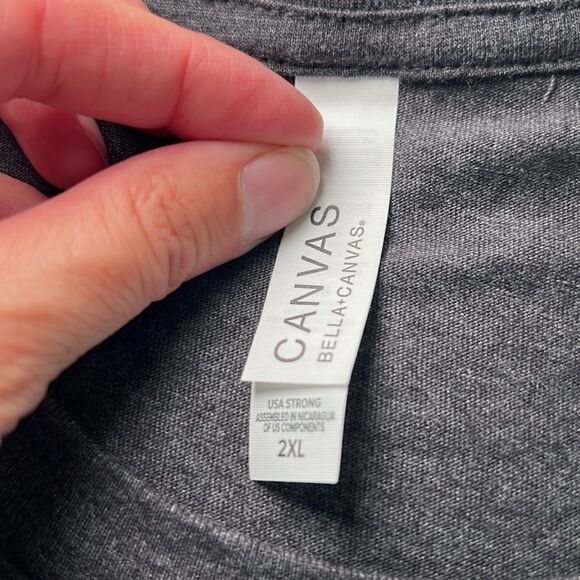 CANVAS
BELLA+CANVAS®
USA STRONG
ASSEMBLED IN NICARAGUA
OF US COMPONENTS
2XL